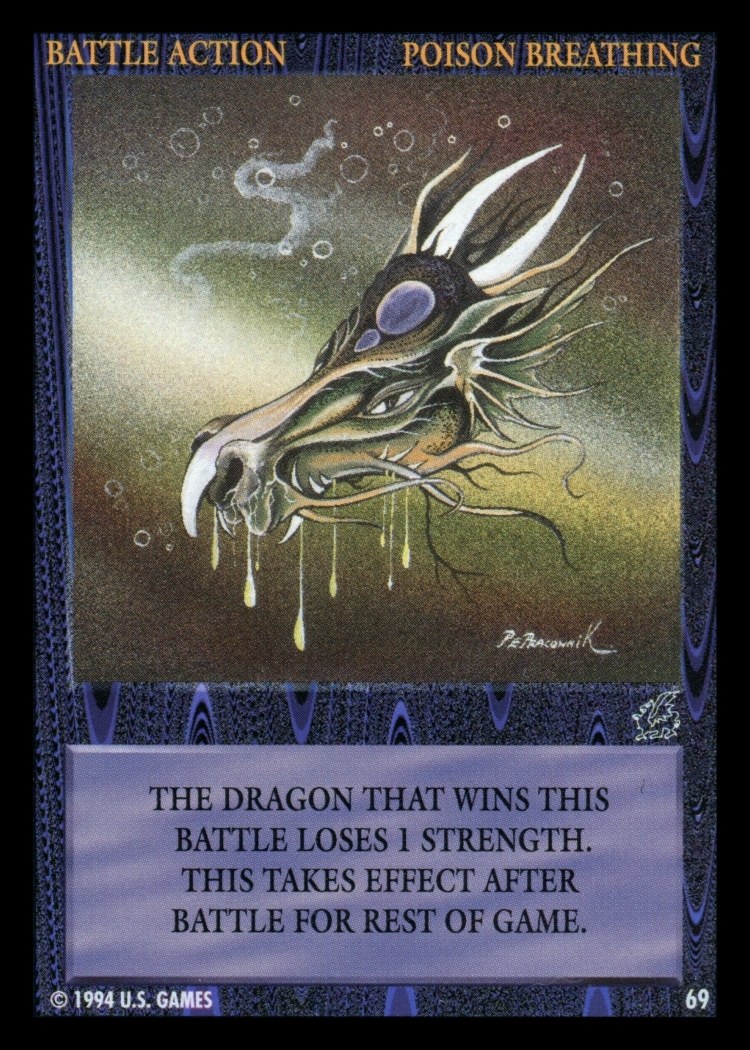 BATTLE ACTION
POISON BREATHING
P.E. PRACOWNIK
THE DRAGON THAT WINS THIS
BATTLE LOSES 1 STRENGTH.
THIS TAKES EFFECT AFTER
BATTLE FOR REST OF GAME.
© 1994 U.S. GAMES
69